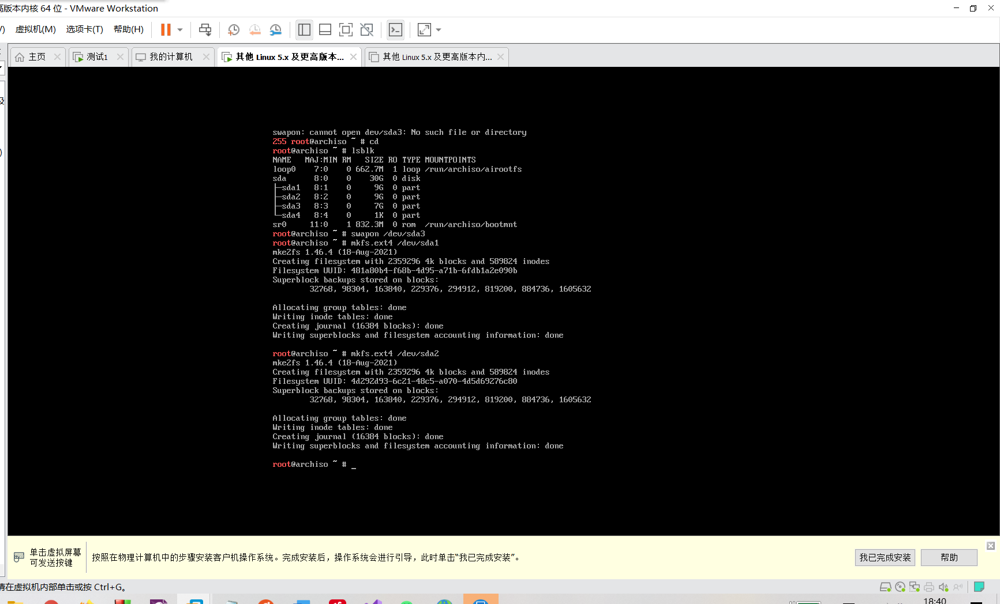 高版本内核 64 位 - VMware Workstation
虚拟机(M) 选项卡(T) 帮助(H)
主页 测试1 我的计算机 其他 Linux 5.x 及更高版本... 其他 Linux 5.x 及更高版本内...
及
swapon: cannot open dev/sda3: No such file or directory
255 root@archiso ~ # cd
root@archiso ~ # lsblk
NAME   MAJ:MIN RM   SIZE RO TYPE MOUNTPOINTS
loop0    7:0    0 662.7M  1 loop /run/archiso/airootfs
sda      8:0    0    30G  0 disk
├─sda1   8:1    0     9G  0 part
├─sda2   8:2    0     9G  0 part
├─sda3   8:3    0     7G  0 part
└─sda4   8:4    0     1K  0 part
sr0     11:0    1 832.3M  0 rom  /run/archiso/bootmnt
root@archiso ~ # swapon /dev/sda3
root@archiso ~ # mkfs.ext4 /dev/sda1
mke2fs 1.46.4 (18-Aug-2021)
Creating filesystem with 2359296 4k blocks and 589824 inodes
Filesystem UUID: 481a80b4-f68b-4d95-a71b-6fdb1a2e090b
Superblock backups stored on blocks:
32768, 98304, 163840, 229376, 294912, 819200, 884736, 1605632
Allocating group tables: done
Writing inode tables: done
Creating journal (16384 blocks): done
Writing superblocks and filesystem accounting information: done
root@archiso ~ # mkfs.ext4 /dev/sda2
mke2fs 1.46.4 (18-Aug-2021)
Creating filesystem with 2359296 4k blocks and 589824 inodes
Filesystem UUID: 4d292d93-6c21-48c5-a070-4d5d69276c80
Superblock backups stored on blocks:
32768, 98304, 163840, 229376, 294912, 819200, 884736, 1605632
Allocating group tables: done
Writing inode tables: done
Creating journal (16384 blocks): done
Writing superblocks and filesystem accounting information: done
root@archiso ~ # _
单击虚拟屏幕
可发送按键
按照在物理计算机中的步骤安装客户机操作系统。完成安装后，操作系统会进行引导，此时单击“我已完成安装”。
我已完成安装 帮助
请在虚拟机内部单击或按 Ctrl+G。
18:40